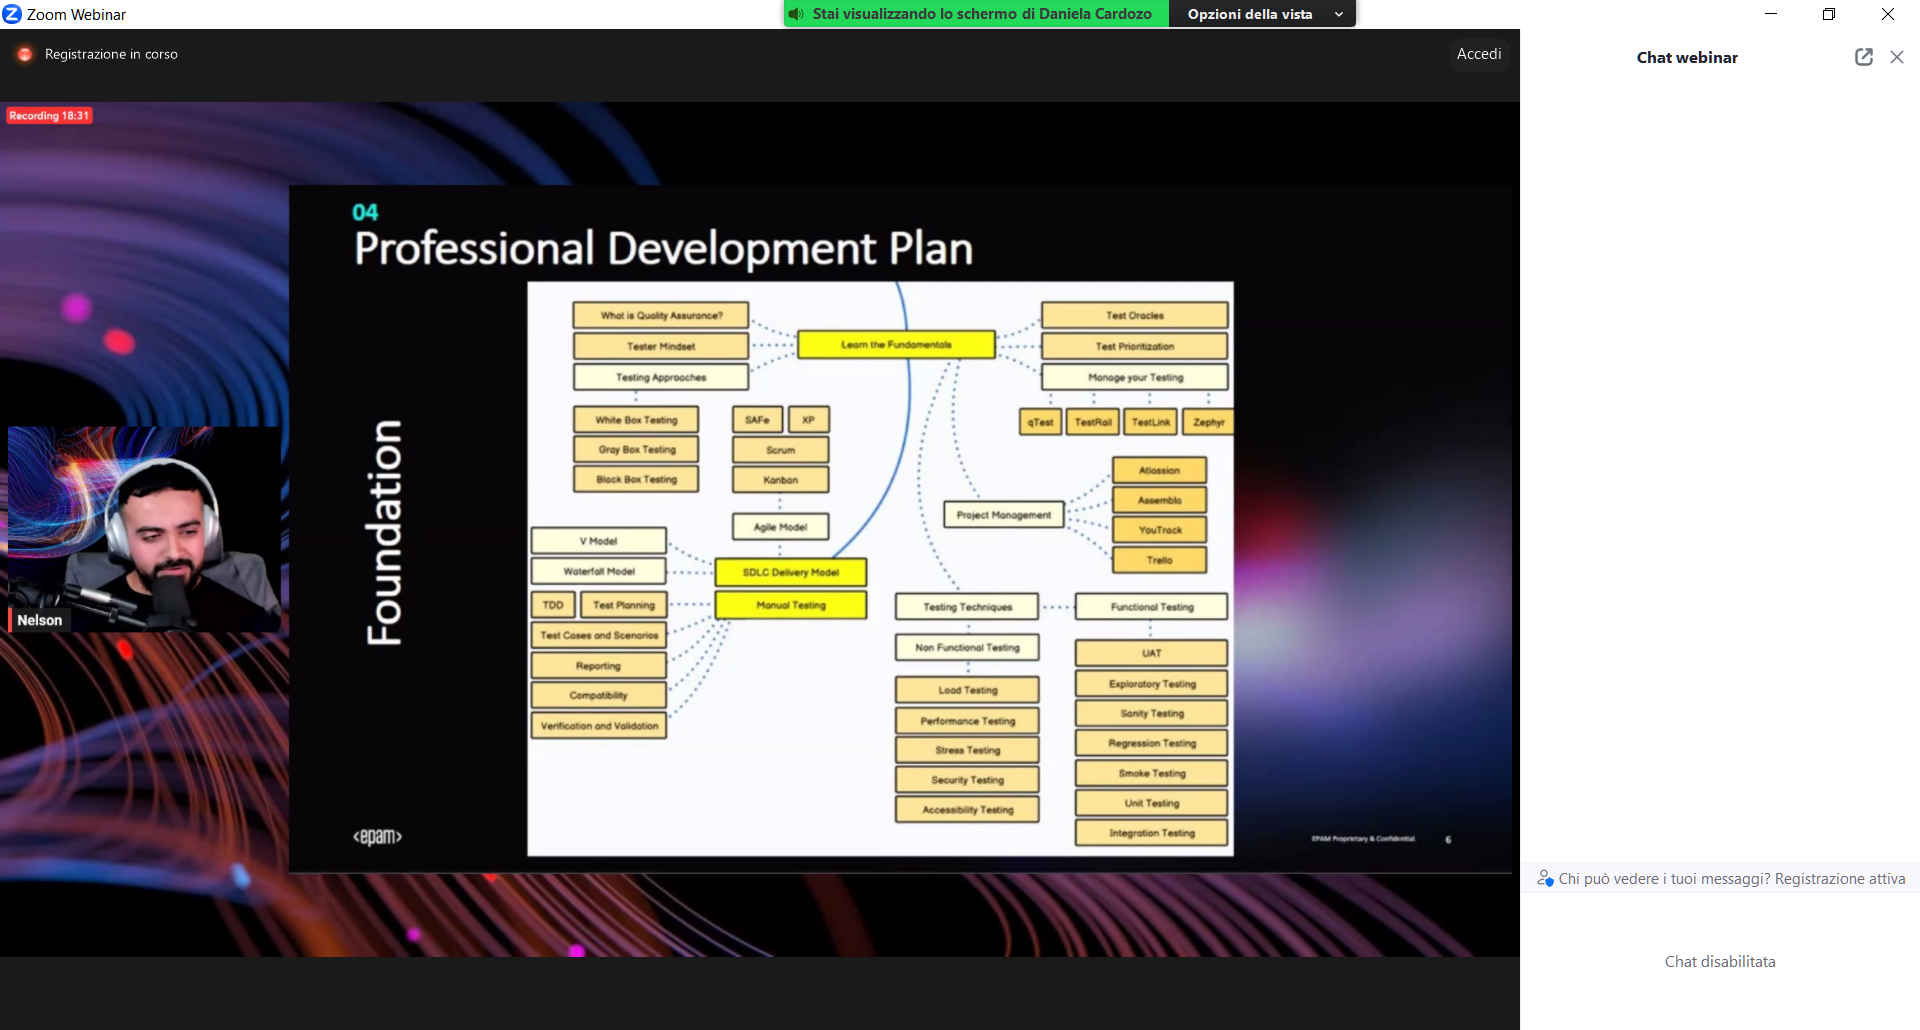 Zoom Webinar
Stai visualizzando lo schermo di Daniela Cardozo
Opzioni della vista
Registrazione in corso
Accedi
Chat webinar
Recording 18:31
04
Professional Development Plan
Foundation
What is Quality Assurance?
Tester Mindset
Testing Approaches
Learn the Fundamentals
Test Oracles
Test Prioritization
Manage your Testing
White Box Testing
Gray Box Testing
Black Box Testing
SAFe
XP
Scrum
Kanban
Agile Model
qTest
TestRail
TestLink
Zephyr
Project Management
Atlassian
Assembla
YouTrack
Trello
V Model
Waterfall Model
SDLC Delivery Model
TDD
Test Planning
Manual Testing
Test Cases and Scenarios
Reporting
Compatibility
Verification and Validation
Testing Techniques
Functional Testing
Non Functional Testing
Load Testing
Performance Testing
Stress Testing
Security Testing
Accessibility Testing
UAT
Exploratory Testing
Sanity Testing
Regression Testing
Smoke Testing
Unit Testing
Integration Testing
Nelson
<epam>
EPAM Proprietary & Confidential.
6
Chi può vedere i tuoi messaggi? Registrazione attiva
Chat disabilitata